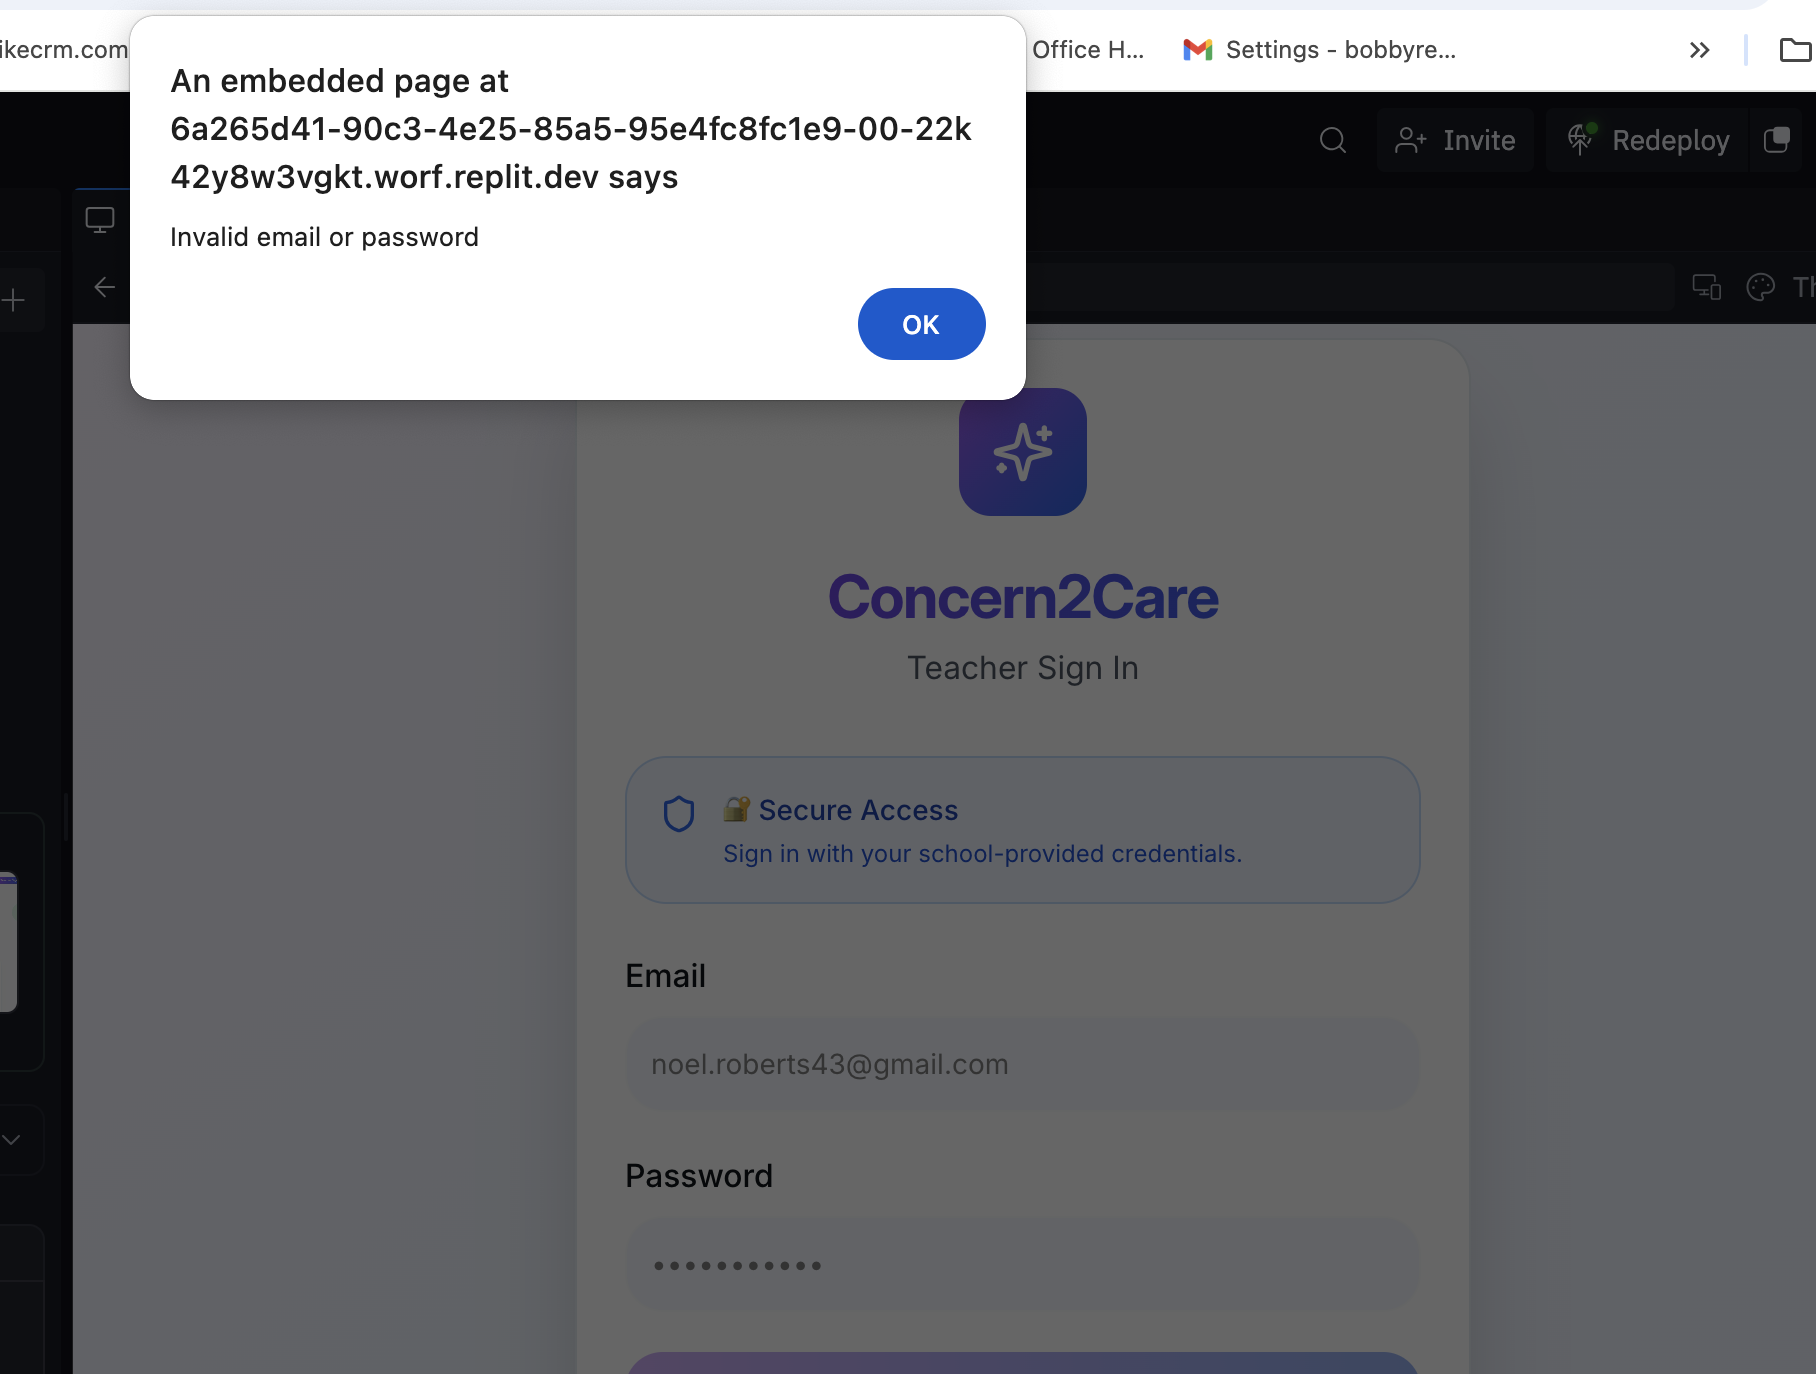 ikecrm.com
Office H...
Settings - bobbyre...
An embedded page at
6a265d41-90c3-4e25-85a5-95e4fc8fc1e9-00-22k
42y8w3vgkt.worf.replit.dev says
Invalid email or password
OK
Invite
Redeploy
Th
Concern2Care
Teacher Sign In
🔐 Secure Access
Sign in with your school-provided credentials.
Email
noel.roberts43@gmail.com
Password
•••••••••••